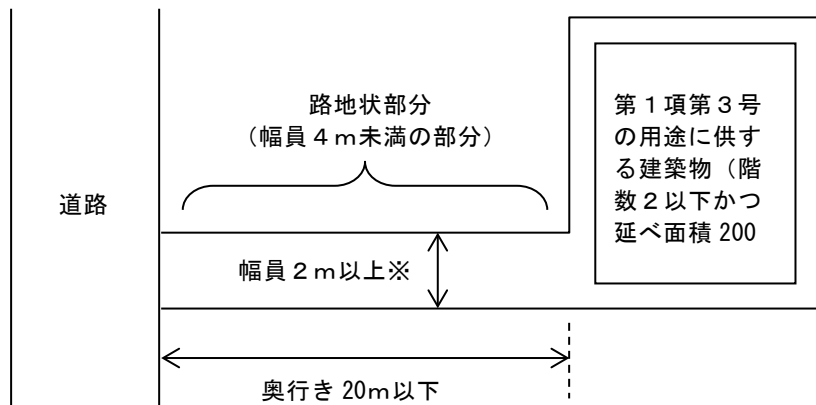 道路
路地状部分
（幅員４ｍ未満の部分）
幅員２ｍ以上※
奥行き 20ｍ以下
第１項第３号
の用途に供す
る建築物（階
数２以下かつ
延べ面積 200